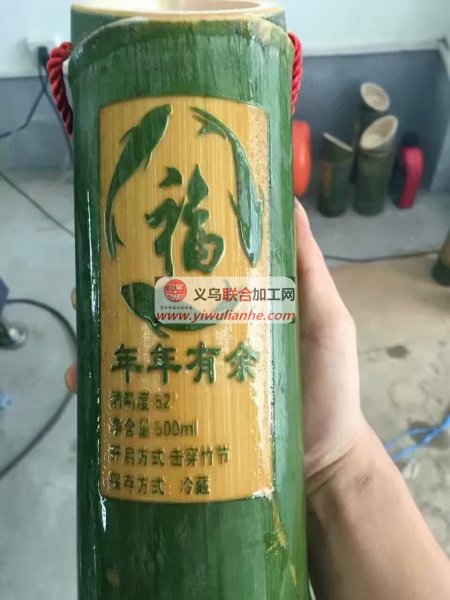 福
义乌联合加工网
www.yiwulianhe.com
年年有余
酒精度 52°
净含量 500ml
开启方式 击穿竹节
保存方式：冷藏